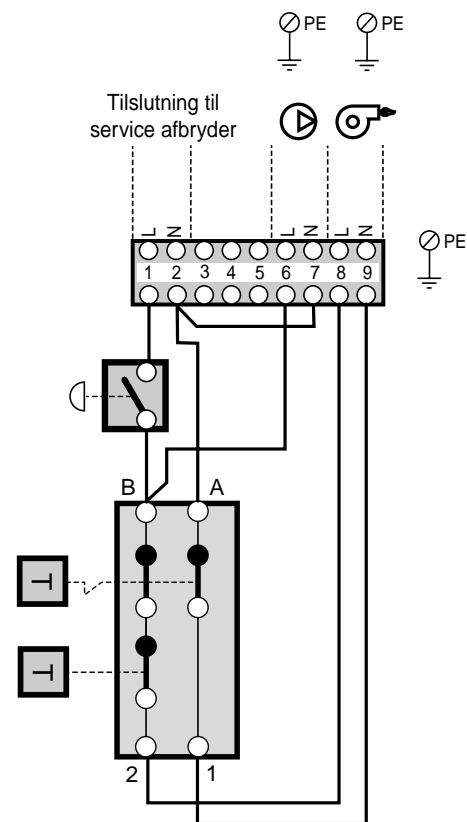 PE PE
Tilslutning til
service afbryder
L N L N L N
PE
1 2 3 4 5 6 7 8 9
B A
T
T
2 1